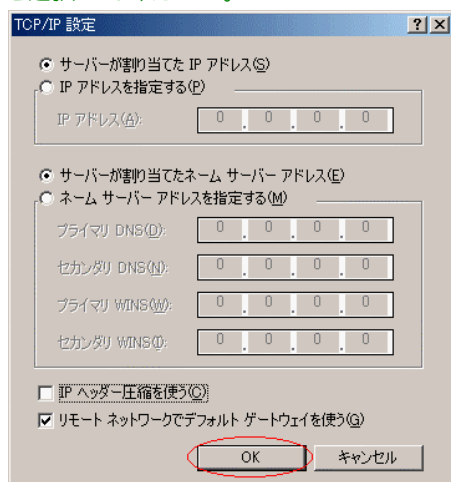 TCP/IP 設定
サーバーが割り当てた IP アドレス(S)
IP アドレスを指定する(P)
IP アドレス(A): 0 . 0 . 0 . 0
サーバーが割り当てたネーム サーバー アドレス(E)
ネーム サーバー アドレスを指定する(M)
プライマリ DNS(D): 0 . 0 . 0 . 0
セカンダリ DNS(N): 0 . 0 . 0 . 0
プライマリ WINS(W): 0 . 0 . 0 . 0
セカンダリ WINS(I): 0 . 0 . 0 . 0
IP ヘッダー圧縮を使う(C)
リモート ネットワークでデフォルト ゲートウェイを使う(G)
OK キャンセル